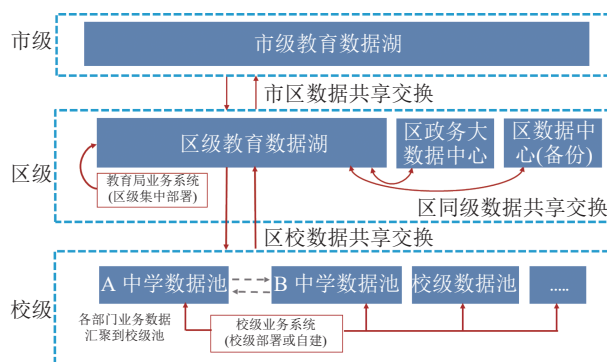 市级
市级教育数据湖
市区数据共享交换
区级
区级教育数据湖
区政务大
数据中心
区数据中
心(备份)
教育局业务系统
(区级集中部署)
区同级数据共享交换
区校数据共享交换
校级
A 中学数据池
B 中学数据池
校级数据池
.....
各部门业务数据
汇聚到校级池
校级业务系统
(校级部署或自建)